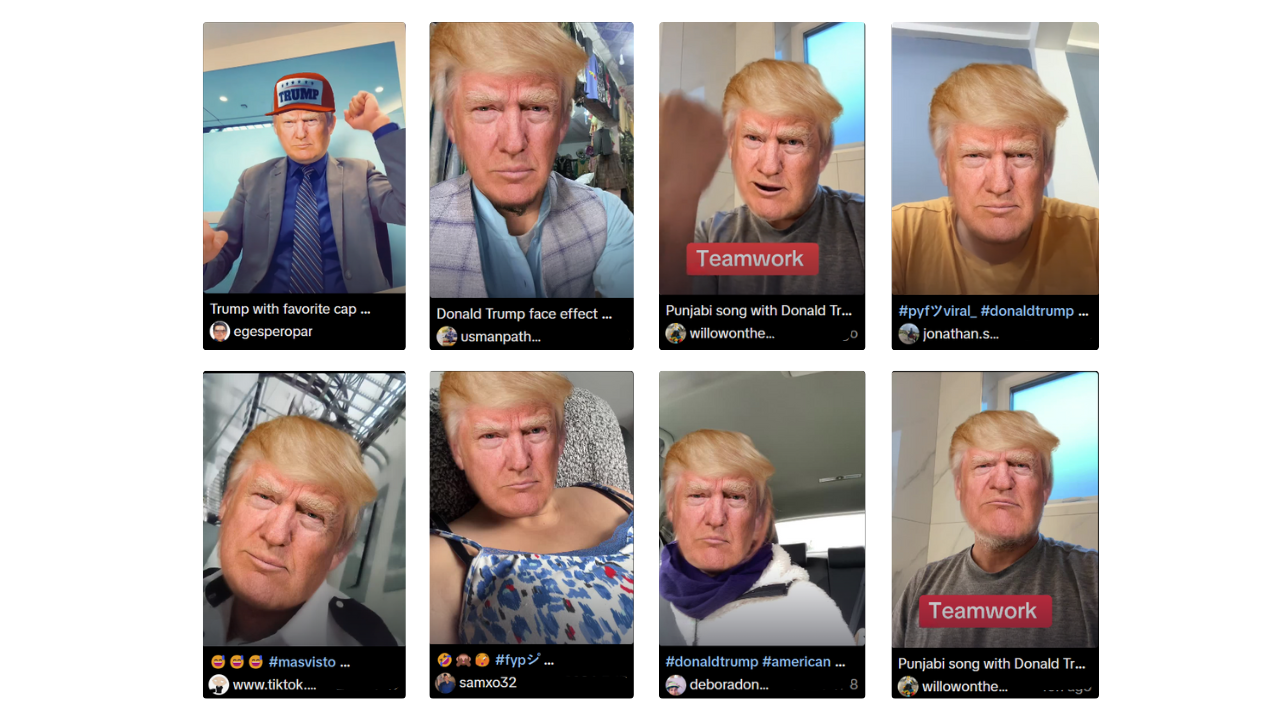 TRUMP
Trump with favorite cap ...
egesperopar
Donald Trump face effect ...
usmanpath...
Teamwork
Punjabi song with Donald Tr...
willowonthe...
#pyfツviral_ #donaldtrump ...
jonathan.s...
😅 😅 😅 #masvisto ...
www.tiktok....
🤣 🙈 🥵 #fypシ ...
samxo32
#donaldtrump #american ...
deboradon...
8
Teamwork
Punjabi song with Donald Tr...
willowonthe...